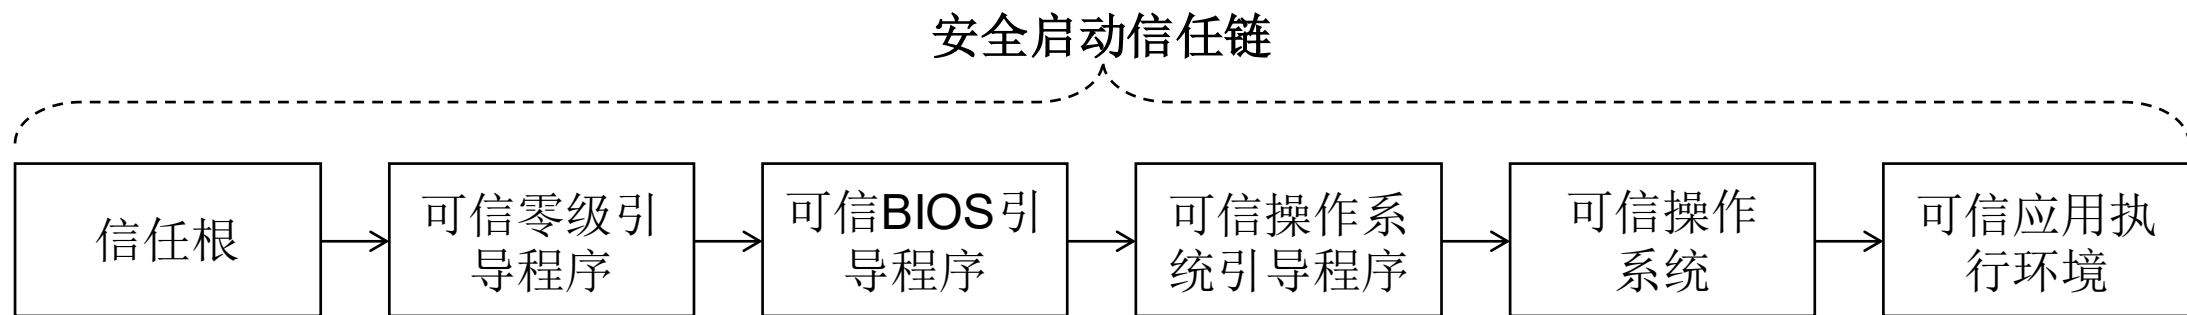 安全启动信任链
信任根
可信零级引
导程序
可信BIOS引
导程序
可信操作系
统引导程序
可信操作
系统
可信应用执
行环境